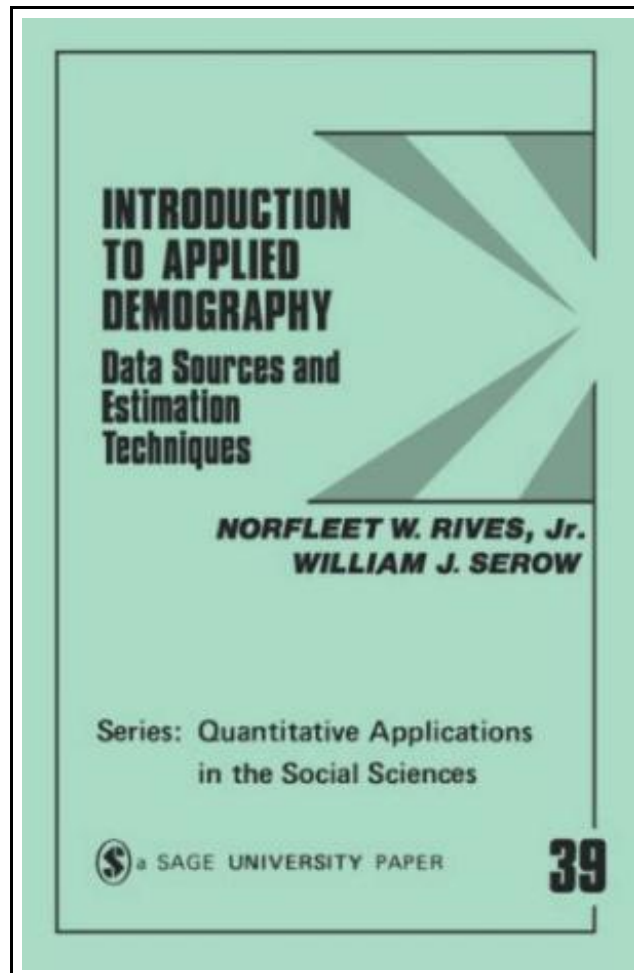 INTRODUCTION
TO APPLIED
DEMOGRAPHY
Data Sources and
Estimation
Techniques
NORFLEET W. RIVES, Jr.
WILLIAM J. SEROW
Series: Quantitative Applications
in the Social Sciences
S a SAGE UNIVERSITY PAPER
39